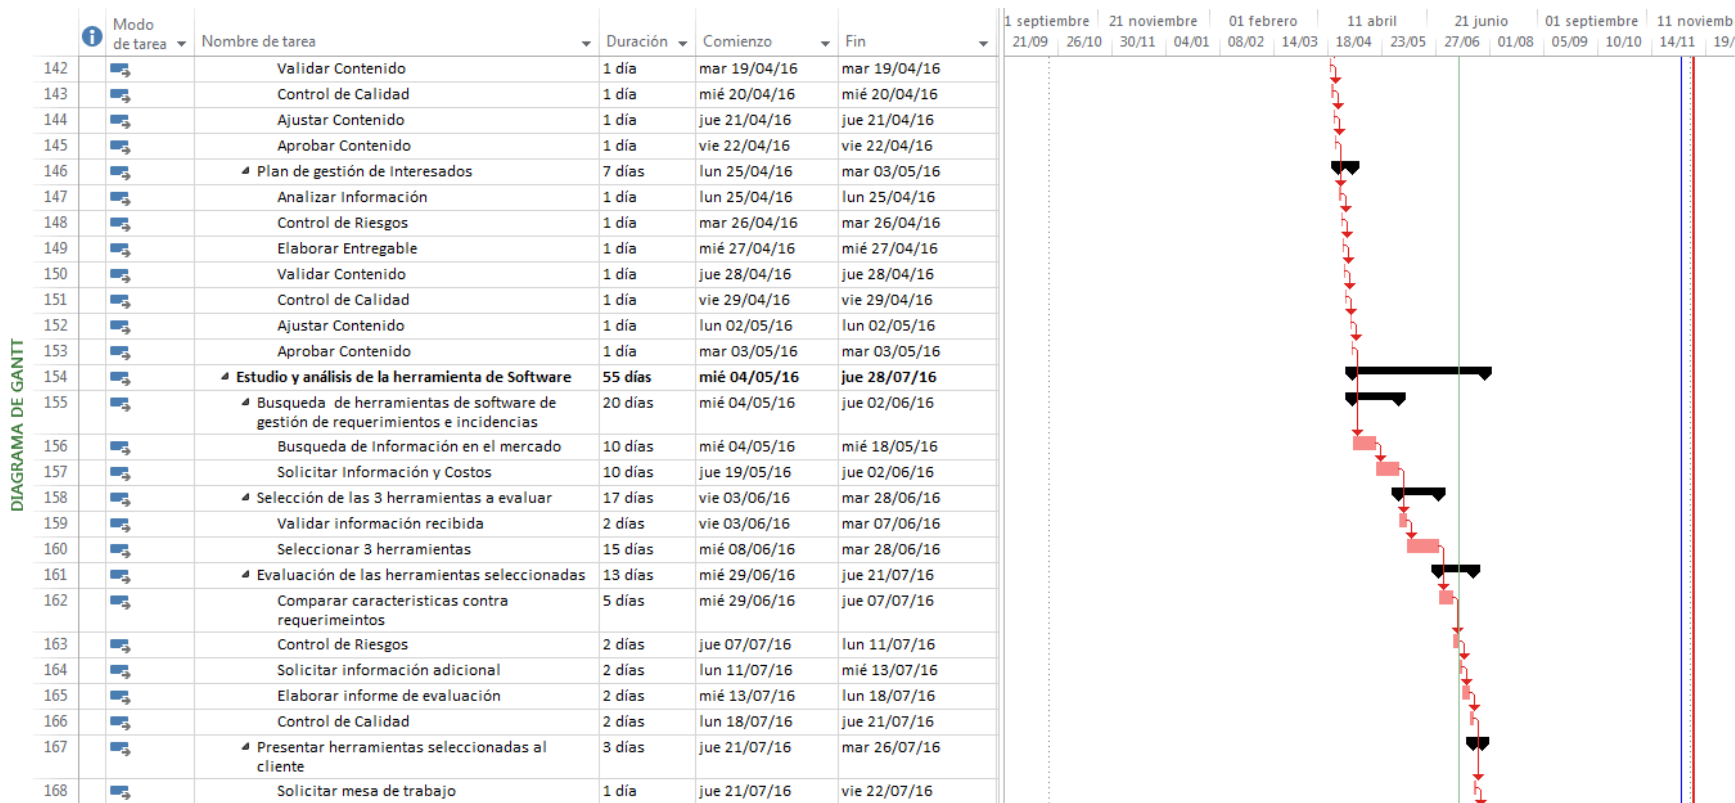 DIAGRAMA DE GANTT
Modo de tarea Nombre de tarea Duración Comienzo Fin
1 septiembre 21 noviembre 01 febrero 11 abril 21 junio 01 septiembre 11 noviemb
21/09 26/10 30/11 04/01 08/02 14/03 18/04 23/05 27/06 01/08 05/09 10/10 14/11 19/
142 Validar Contenido 1 día mar 19/04/16 mar 19/04/16
143 Control de Calidad 1 día mié 20/04/16 mié 20/04/16
144 Ajustar Contenido 1 día jue 21/04/16 jue 21/04/16
145 Aprobar Contenido 1 día vie 22/04/16 vie 22/04/16
146 Plan de gestión de Interesados 7 días lun 25/04/16 mar 03/05/16
147 Analizar Información 1 día lun 25/04/16 lun 25/04/16
148 Control de Riesgos 1 día mar 26/04/16 mar 26/04/16
149 Elaborar Entregable 1 día mié 27/04/16 mié 27/04/16
150 Validar Contenido 1 día jue 28/04/16 jue 28/04/16
151 Control de Calidad 1 día vie 29/04/16 vie 29/04/16
152 Ajustar Contenido 1 día lun 02/05/16 lun 02/05/16
153 Aprobar Contenido 1 día mar 03/05/16 mar 03/05/16
154 Estudio y análisis de la herramienta de Software 55 días mié 04/05/16 jue 28/07/16
155 Busqueda de herramientas de software de 20 días mié 04/05/16 jue 02/06/16
gestión de requerimientos e incidencias
156 Busqueda de Información en el mercado 10 días mié 04/05/16 mié 18/05/16
157 Solicitar Información y Costos 10 días jue 19/05/16 jue 02/06/16
158 Selección de las 3 herramientas a evaluar 17 días vie 03/06/16 mar 28/06/16
159 Validar información recibida 2 días vie 03/06/16 mar 07/06/16
160 Seleccionar 3 herramientas 15 días mié 08/06/16 mar 28/06/16
161 Evaluación de las herramientas seleccionadas 13 días mié 29/06/16 jue 21/07/16
162 Comparar caracteristicas contra 5 días mié 29/06/16 jue 07/07/16
requerimeintos
163 Control de Riesgos 2 días jue 07/07/16 lun 11/07/16
164 Solicitar información adicional 2 días lun 11/07/16 mié 13/07/16
165 Elaborar informe de evaluación 2 días mié 13/07/16 lun 18/07/16
166 Control de Calidad 2 días lun 18/07/16 jue 21/07/16
167 Presentar herramientas seleccionadas al 3 días jue 21/07/16 mar 26/07/16
cliente
168 Solicitar mesa de trabajo 1 día jue 21/07/16 vie 22/07/16